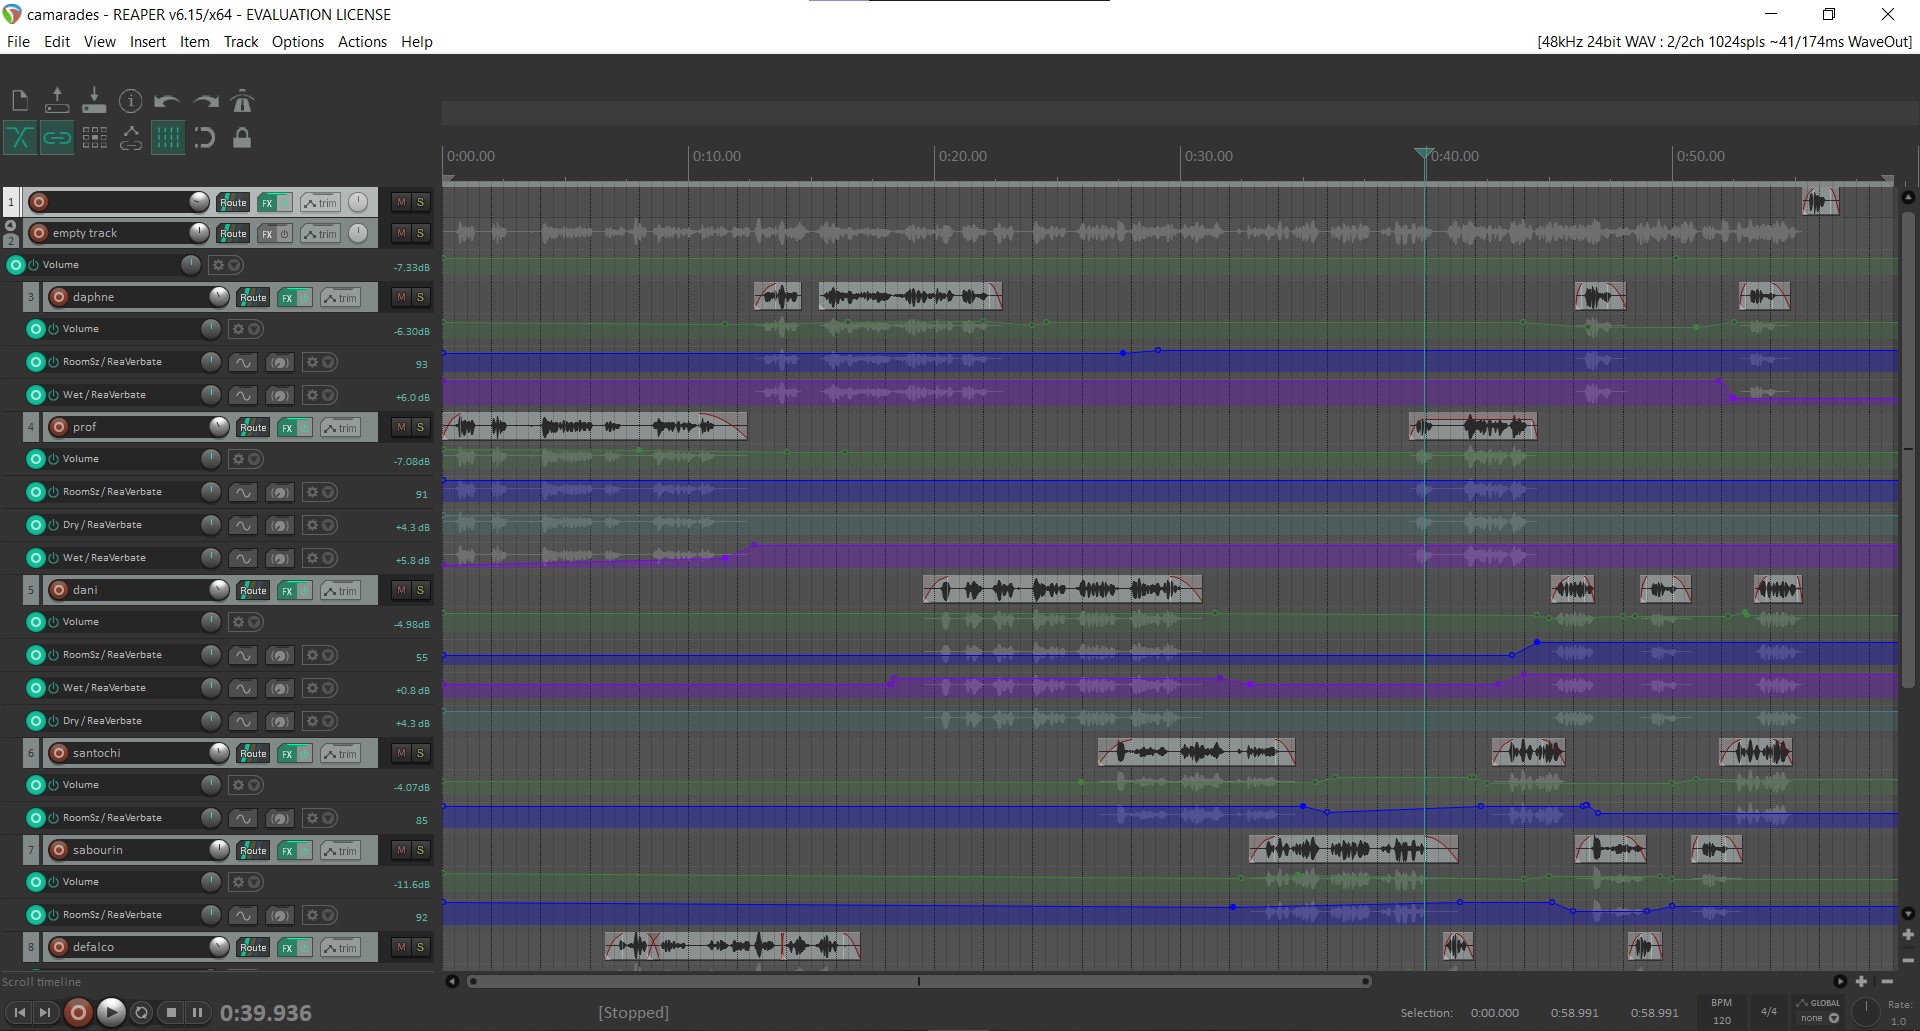 camarades - REAPER v6.15/x64 - EVALUATION LICENSE
File Edit View Insert Item Track Options Actions Help
[48kHz 24bit WAV : 2/2ch 1024spls ~41/174ms WaveOut]
0:00.00 0:10.00 0:20.00 0:30.00 0:40.00 0:50.00
1 Route FX trim M S
2 empty track Route FX trim M S
Volume -7.33dB
3 daphne Route FX trim M S
Volume -6.30dB
RoomSz / ReaVerbate 93
Wet / ReaVerbate +6.0 dB
4 prof Route FX trim M S
Volume -7.08dB
RoomSz / ReaVerbate 91
Dry / ReaVerbate +4.3 dB
Wet / ReaVerbate +5.8 dB
5 dani Route FX trim M S
Volume -4.98dB
RoomSz / ReaVerbate 55
Wet / ReaVerbate +0.8 dB
Dry / ReaVerbate +4.3 dB
6 santochi Route FX trim M S
Volume -4.07dB
RoomSz / ReaVerbate 85
7 sabourin Route FX trim M S
Volume -11.6dB
RoomSz / ReaVerbate 92
8 defalco Route FX trim M S
Scroll timeline
0:39.936 [Stopped] Selection: 0:00.000 0:58.991 0:58.991
BPM 120 4/4 GLOBAL none Rate: 1.0